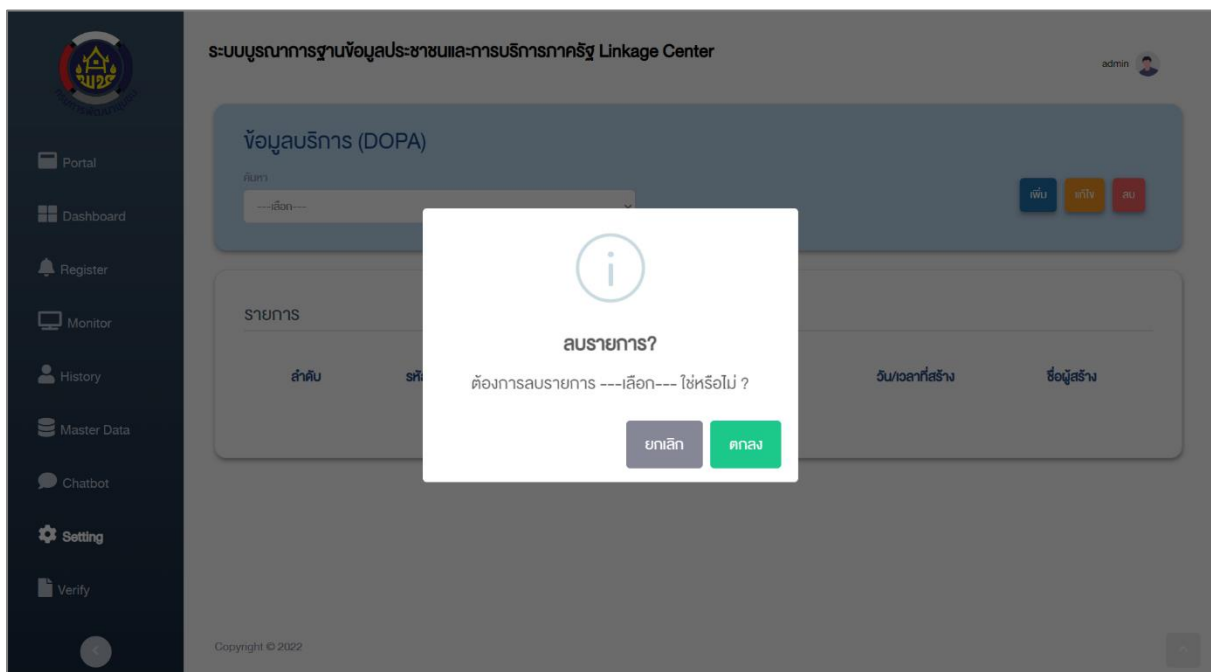 ระบบบูรณาการฐานข้อมูลประชาชนและการบริการภาครัฐ Linkage Center
admin
พม25
Portal
Dashboard
Register
Monitor
History
Master Data
Chatbot
Setting
Verify
ข้อมูลบริการ (DOPA)
ค้นหา
---เลือก---
เพิ่ม แก้ไข ลบ
รายการ
ลำดับ รหั วัน/เวลาที่สร้าง ชื่อผู้สร้าง
ลบรายการ?
ต้องการลบรายการ ---เลือก--- ใช่หรือไม่ ?
ยกเลิก ตกลง
Copyright © 2022